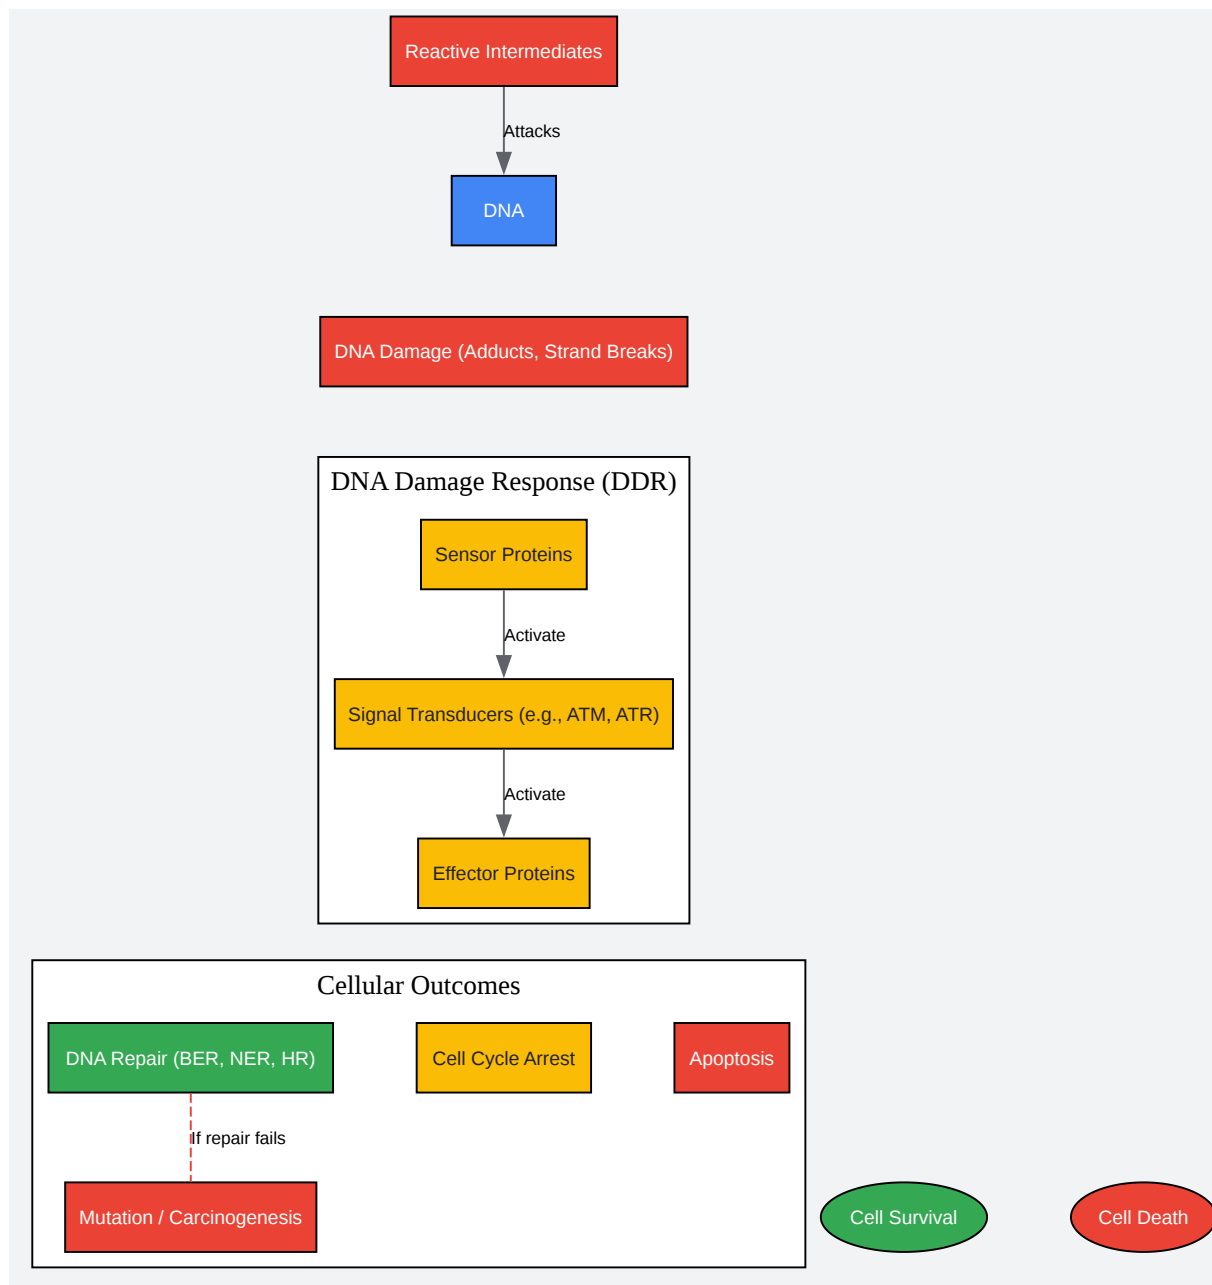 Reactive Intermediates
Attacks
DNA
DNA Damage (Adducts, Strand Breaks)
DNA Damage Response (DDR)
Sensor Proteins
Activate
Signal Transducers (e.g., ATM, ATR)
Activate
Effector Proteins
Cellular Outcomes
DNA Repair (BER, NER, HR)
Cell Cycle Arrest
Apoptosis
If repair fails
Mutation / Carcinogenesis
Cell Survival
Cell Death